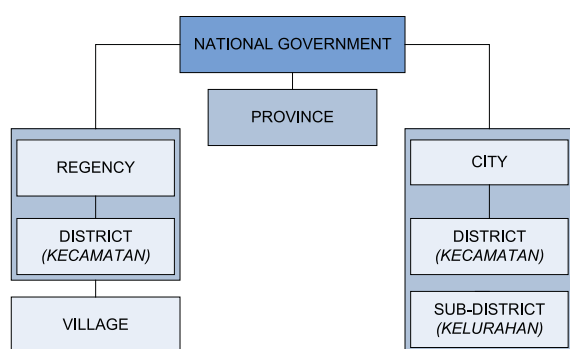 NATIONAL GOVERNMENT
PROVINCE
REGENCY
DISTRICT
(KECAMATAN)
VILLAGE
CITY
DISTRICT
(KECAMATAN)
SUB-DISTRICT
(KELURAHAN)